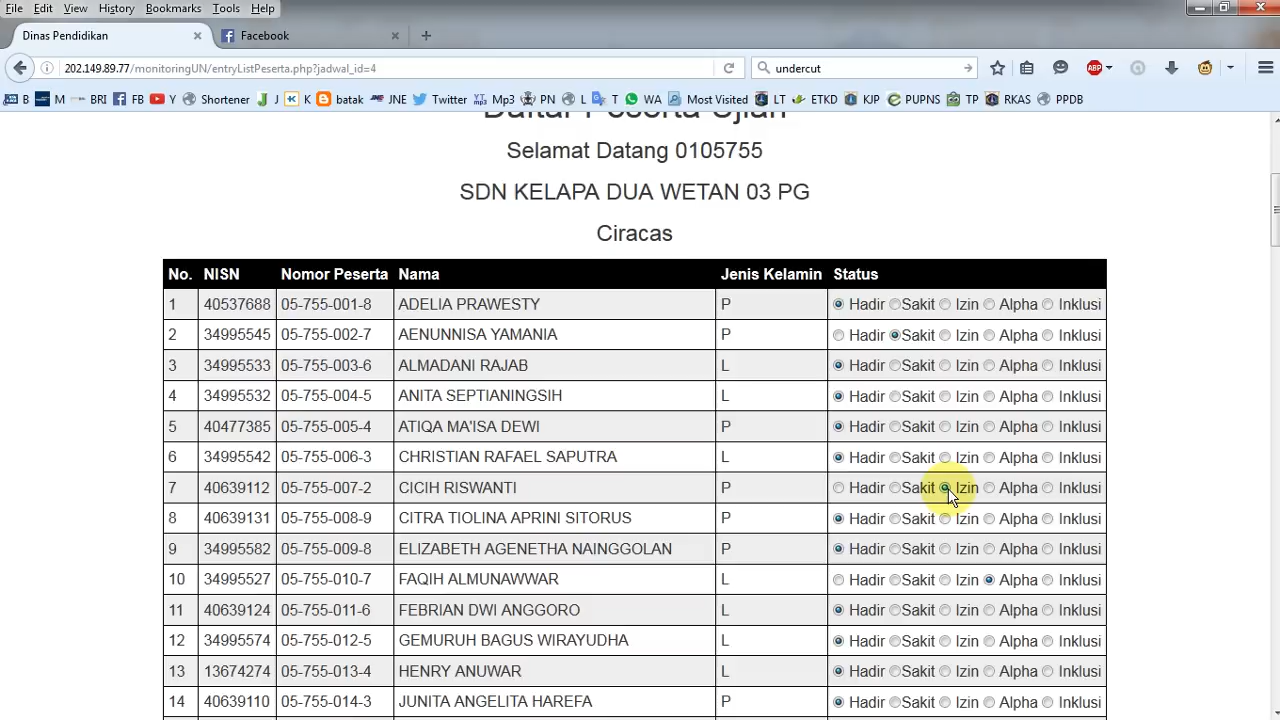 File Edit View History Bookmarks Tools Help
Dinas Pendidikan Facebook
202.149.89.77/monitoringUN/entryListPeserta.php?jadwal_id=4 undercut ABP
B M BRI FB Y Shortener J K batak JNE Twitter Mp3 PN L T WA Most Visited LT ETKD KJP PUPNS TP RKAS PPDB
Daftar Peserta Ujian
Selamat Datang 0105755
SDN KELAPA DUA WETAN 03 PG
Ciracas
No. NISN Nomor Peserta Nama Jenis Kelamin Status
1 40537688 05-755-001-8 ADELIA PRAWESTY P Hadir Sakit Izin Alpha Inklusi
2 34995545 05-755-002-7 AENUNNISA YAMANIA P Hadir Sakit Izin Alpha Inklusi
3 34995533 05-755-003-6 ALMADANI RAJAB L Hadir Sakit Izin Alpha Inklusi
4 34995532 05-755-004-5 ANITA SEPTIANINGSIH L Hadir Sakit Izin Alpha Inklusi
5 40477385 05-755-005-4 ATIQA MA'ISA DEWI P Hadir Sakit Izin Alpha Inklusi
6 34995542 05-755-006-3 CHRISTIAN RAFAEL SAPUTRA L Hadir Sakit Izin Alpha Inklusi
7 40639112 05-755-007-2 CICIH RISWANTI P Hadir Sakit Izin Alpha Inklusi
8 40639131 05-755-008-9 CITRA TIOLINA APRINI SITORUS P Hadir Sakit Izin Alpha Inklusi
9 34995582 05-755-009-8 ELIZABETH AGENETHA NAINGGOLAN P Hadir Sakit Izin Alpha Inklusi
10 34995527 05-755-010-7 FAQIH ALMUNAWWAR L Hadir Sakit Izin Alpha Inklusi
11 40639124 05-755-011-6 FEBRIAN DWI ANGGORO L Hadir Sakit Izin Alpha Inklusi
12 34995574 05-755-012-5 GEMURUH BAGUS WIRAYUDHA L Hadir Sakit Izin Alpha Inklusi
13 13674274 05-755-013-4 HENRY ANUWAR L Hadir Sakit Izin Alpha Inklusi
14 40639110 05-755-014-3 JUNITA ANGELITA HAREFA P Hadir Sakit Izin Alpha Inklusi